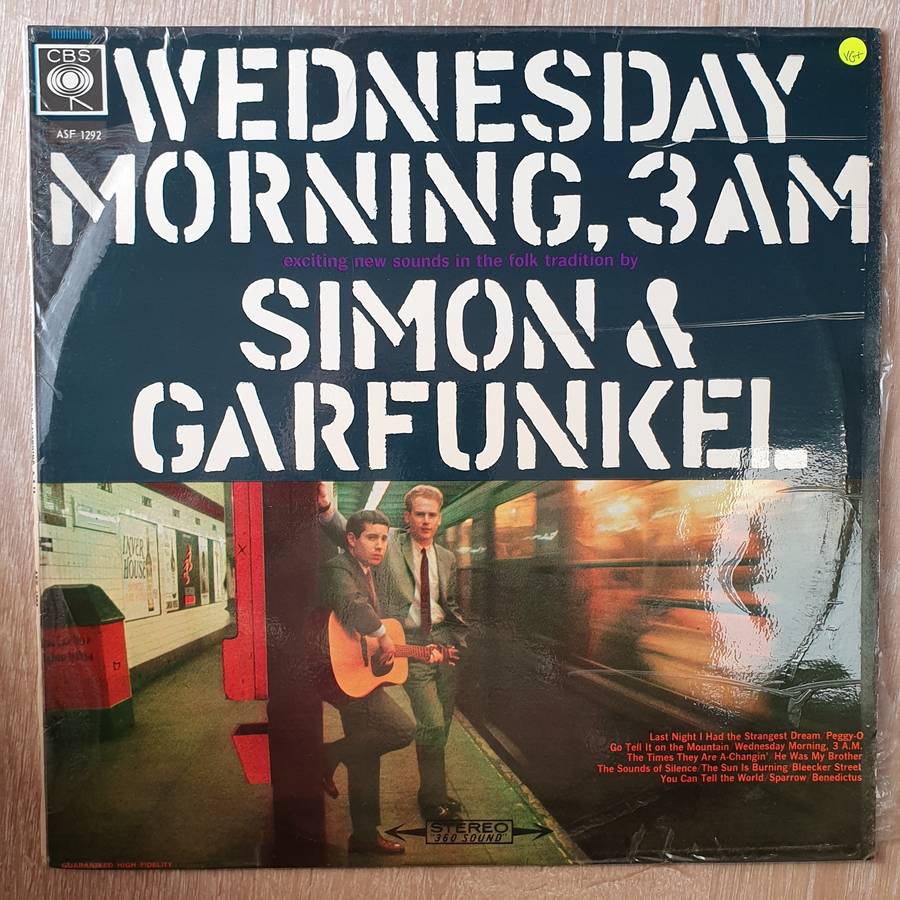 CBS
ASF 1292
VG+
WEDNESDAY
MORNING, 3AM
exciting new sounds in the folk tradition by
SIMON &
GARFUNKEL
INVER
HOUSE
Last Night I Had the Strangest Dream/Peggy-O
Go Tell It on the Mountain/Wednesday Morning, 3 A.M.
The Times They Are A-Changin'/He Was My Brother
The Sounds of Silence/The Sun Is Burning/Bleecker Street
You Can Tell the World/Sparrow/Benedictus
STEREO
"360 SOUND"
GUARANTEED HIGH FIDELITY